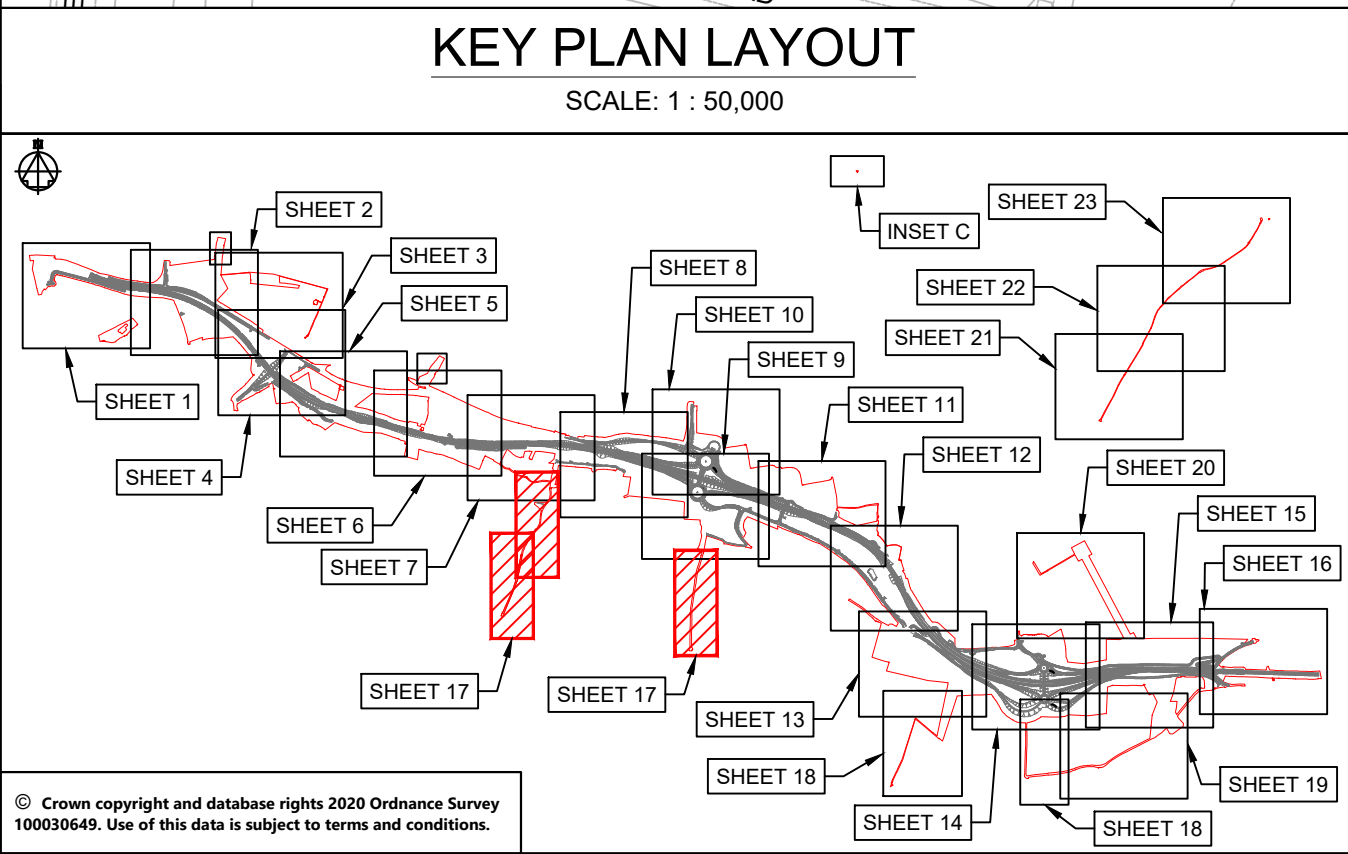 KEY PLAN LAYOUT
SCALE: 1 : 50,000
SHEET 2
SHEET 23
INSET C
SHEET 3
SHEET 8
SHEET 22
SHEET 5
SHEET 10
SHEET 21
SHEET 9
SHEET 1
SHEET 11
SHEET 12
SHEET 20
SHEET 4
SHEET 15
SHEET 6
SHEET 7
SHEET 16
SHEET 17
SHEET 17
SHEET 13
SHEET 18
SHEET 19
SHEET 14
SHEET 18
© Crown copyright and database rights 2020 Ordnance Survey
100030649. Use of this data is subject to terms and conditions.